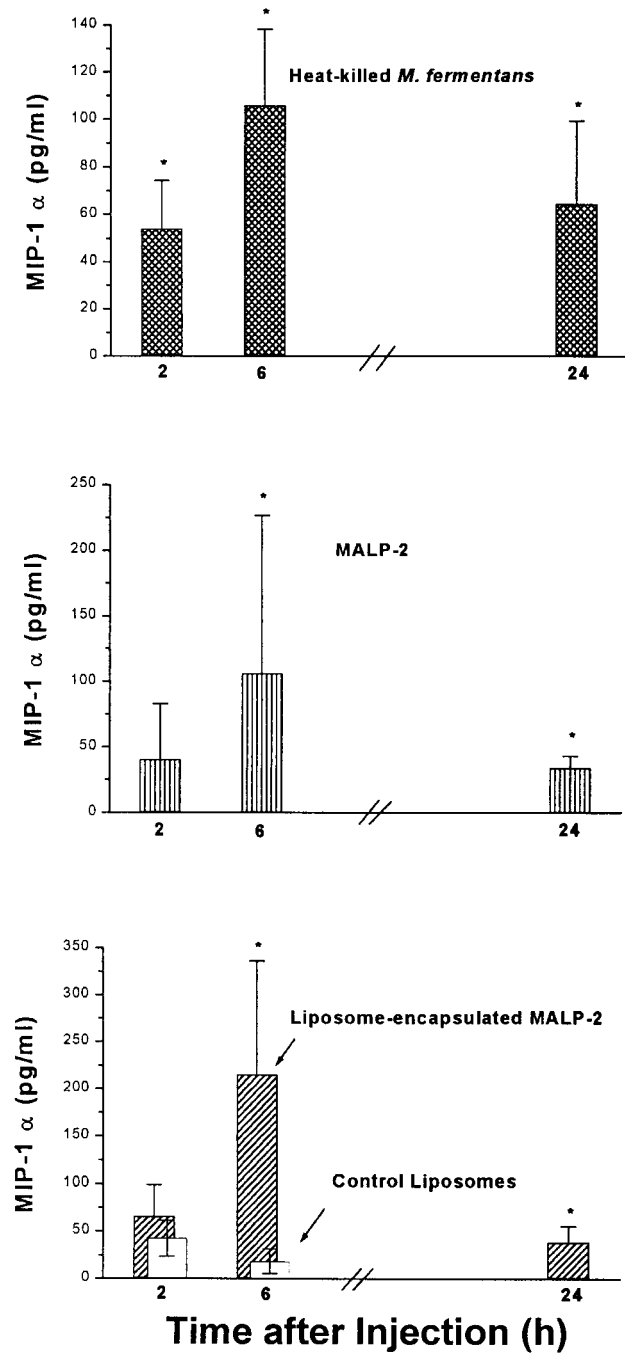 140
*
Heat-killed M. fermentans
120
*
100
*
80
60
40
20
0
MIP-1 α (pg/ml)
2 6 24
250
*
200
MALP-2
150
100
*
50
0
MIP-1 α (pg/ml)
2 6 24
350
*
300
Liposome-encapsulated MALP-2
250
200
150
Control Liposomes
100
*
50
0
MIP-1 α (pg/ml)
2 6 24
Time after Injection (h)